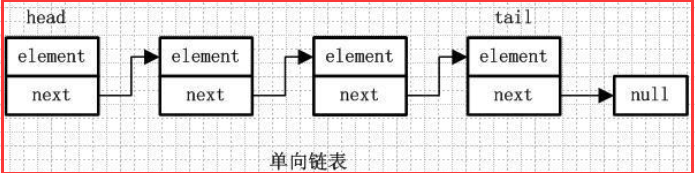 head tail
element element element element
next next next next null
单向链表